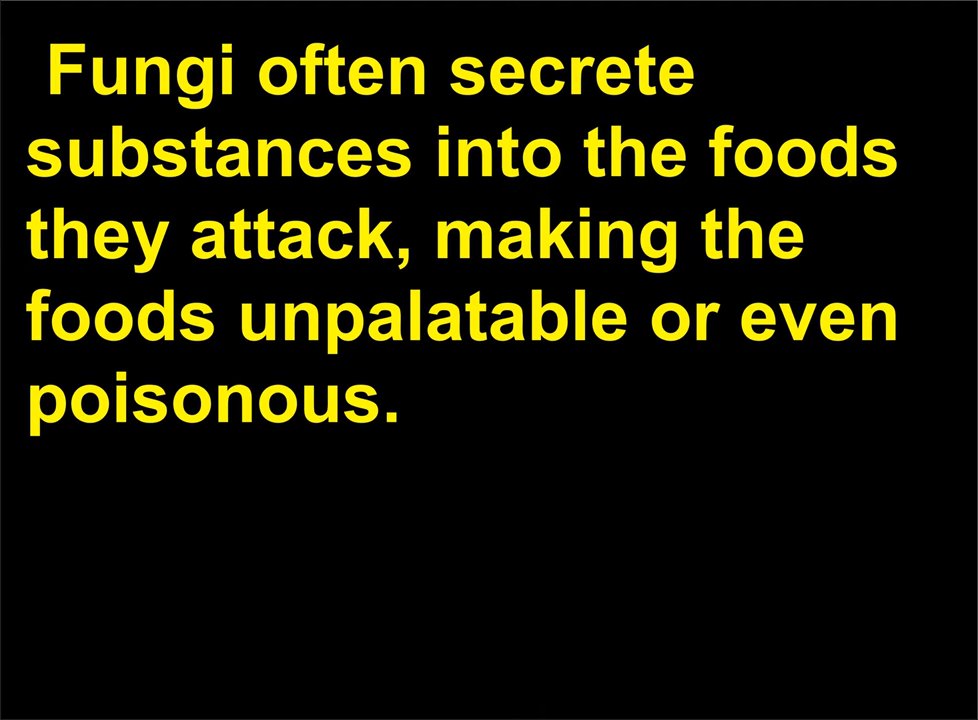 Fungi often secrete
substances into the foods
they attack, making the
foods unpalatable or even
poisonous.